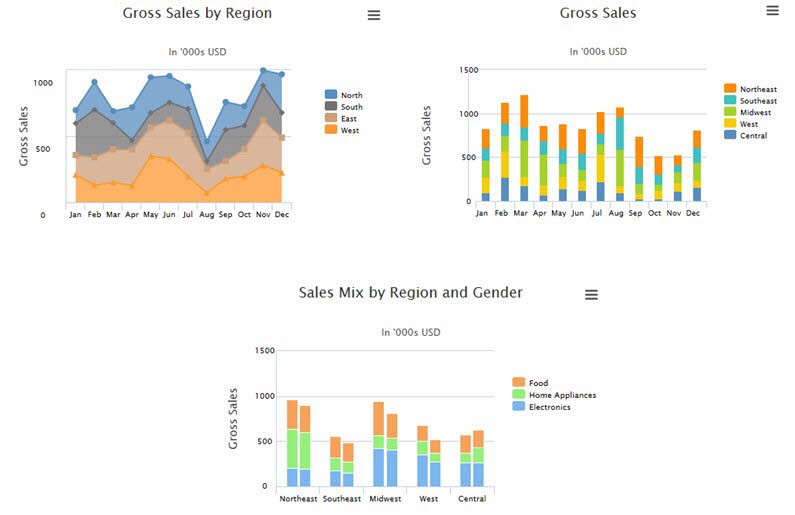 Gross Sales by Region
In '000s USD
Gross Sales
1000
500
0
Jan Feb Mar Apr May Jun Jul Aug Sep Oct Nov Dec
North
South
East
West
Gross Sales
In '000s USD
Gross Sales
1500
1000
500
0
Jan Feb March Apr May Jun Jul Aug Sep Oct Nov Dec
Northeast
Southeast
Midwest
West
Central
Sales Mix by Region and Gender
In '000s USD
Gross Sales
1500
1000
500
0
Northeast Southeast Midwest West Central
Food
Home Appliances
Electronics